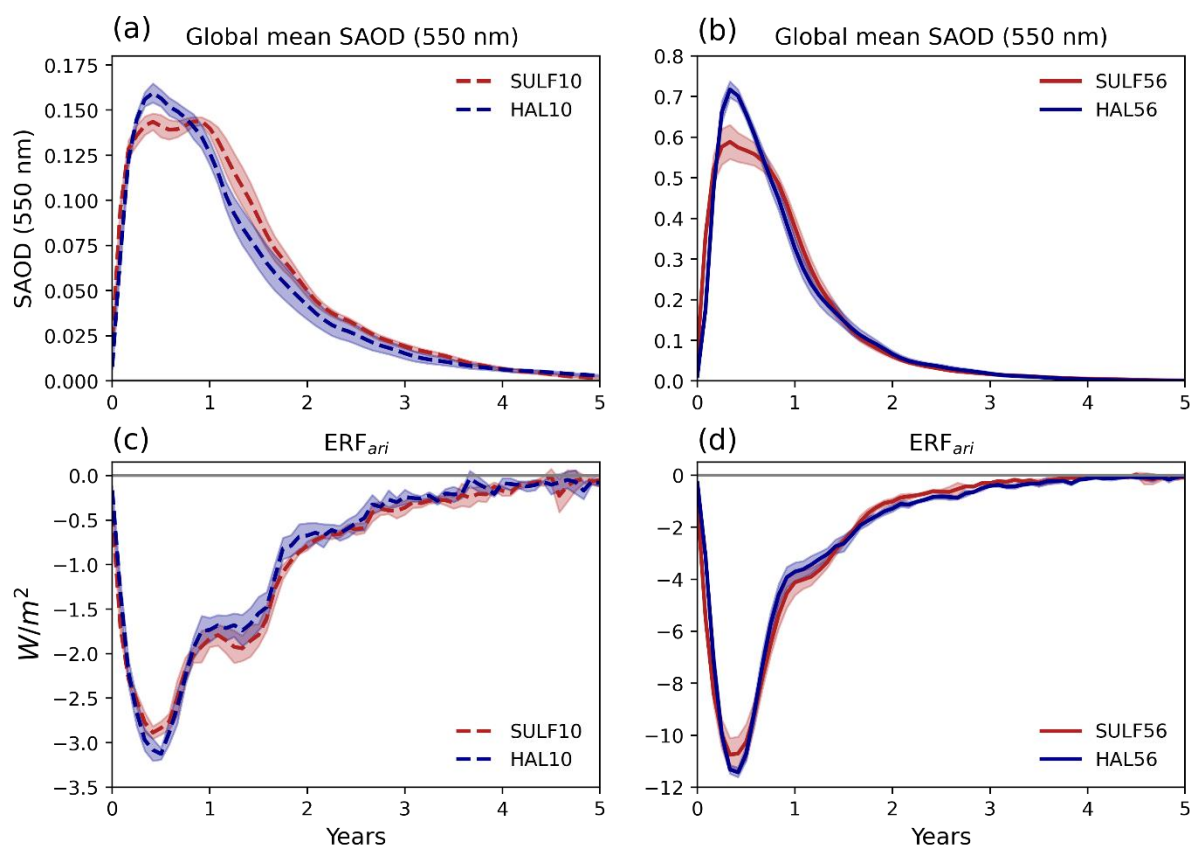 (a) Global mean SAOD (550 nm)
SAOD (550 nm)
0.175
0.150
0.125
0.100
0.075
0.050
0.025
0.000
SULF10
HAL10
0 1 2 3 4 5
(b) Global mean SAOD (550 nm)
0.8
0.7
0.6
0.5
0.4
0.3
0.2
0.1
0.0
SULF56
HAL56
0 1 2 3 4 5
(c) ERFari
W/m2
0.0
−0.5
−1.0
−1.5
−2.0
−2.5
−3.0
−3.5
SULF10
HAL10
0 1 2 3 4 5
Years
(d) ERFari
0
−2
−4
−6
−8
−10
−12
SULF56
HAL56
0 1 2 3 4 5
Years